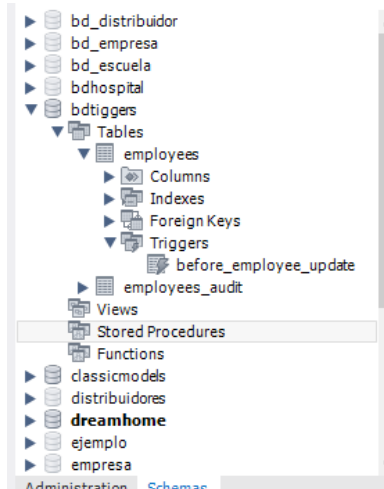 bd_distribuidor
bd_empresa
bd_escuela
bdhospital
bdtiggers
Tables
employees
Columns
Indexes
Foreign Keys
Triggers
before_employee_update
employees_audit
Views
Stored Procedures
Functions
classicmodels
distribuidores
dreamhome
ejemplo
empresa
Administration Schemas